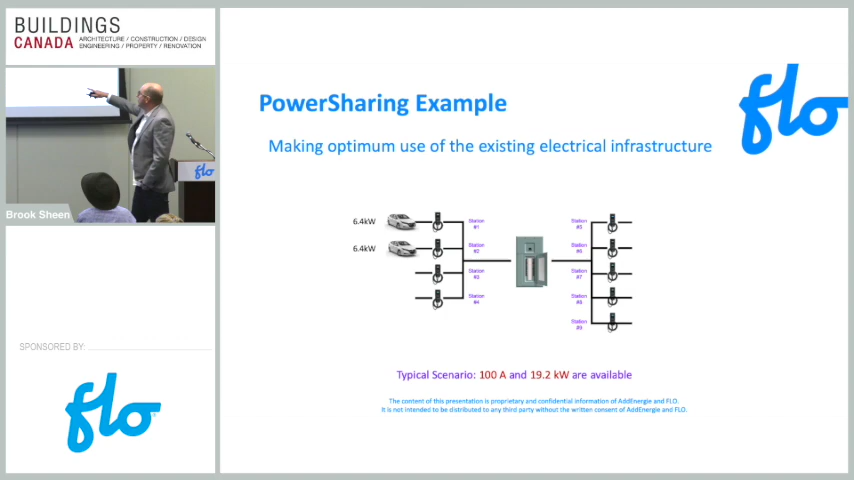 BUILDINGS
CANADA ARCHITECTURE / CONSTRUCTION / DESIGN
ENGINEERING / PROPERTY / RENOVATION
flo
Brook Sheen
SPONSORED BY:
flo
PowerSharing Example
flo
Making optimum use of the existing electrical infrastructure
6.4kW
Station
#1
6.4kW
Station
#2
Station
#3
Station
#4
Station
#5
Station
#6
Station
#7
Station
#8
Station
#9
Typical Scenario: 100 A and 19.2 kW are available
The content of this presentation is proprietary and confidential information of AddEnergie and FLO.
It is not intended to be distributed to any third party without the written consent of AddEnergie and FLO.